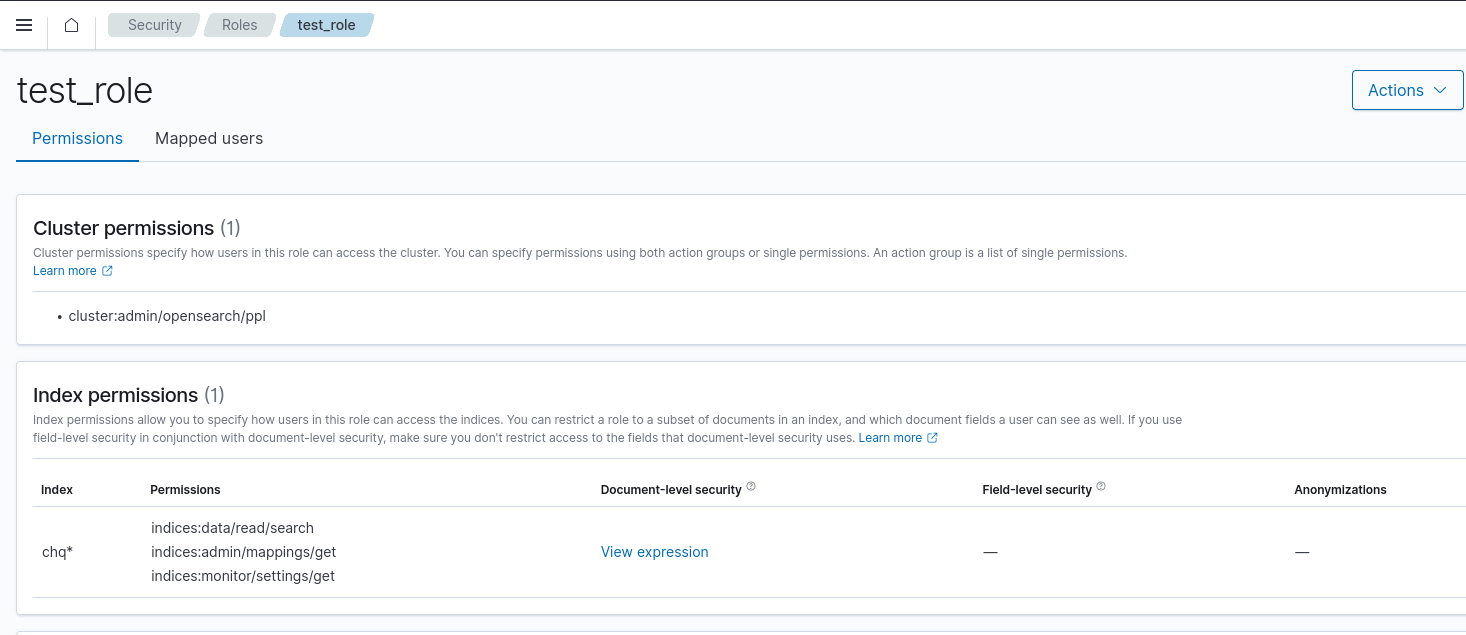 Security Roles test_role
test_role
Actions
Permissions Mapped users
Cluster permissions (1)
Cluster permissions specify how users in this role can access the cluster. You can specify permissions using both action groups or single permissions. An action group is a list of single permissions.
Learn more
• cluster:admin/opensearch/ppl
Index permissions (1)
Index permissions allow you to specify how users in this role can access the indices. You can restrict a role to a subset of documents in an index, and which document fields a user can see as well. If you use
field-level security in conjunction with document-level security, make sure you don't restrict access to the fields that document-level security uses. Learn more
Index Permissions Document-level security Field-level security Anonymizations
indices:data/read/search
chq* indices:admin/mappings/get View expression — —
indices:monitor/settings/get